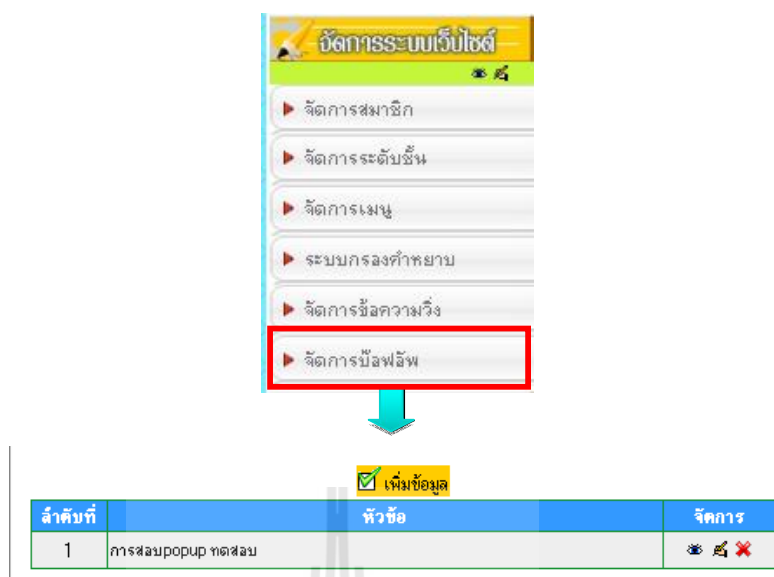 จัดการระบบเว็บไซต์
จัดการสมาชิก
จัดการระดับชั้น
จัดการเมนู
ระบบกรองคำหยาบ
จัดการข้อความวิ่ง
จัดการป๊อฟอัพ
เพิ่มข้อมูล
ลำดับที่ หัวข้อ จัดการ
1 การสอบpopup ทดสอบ